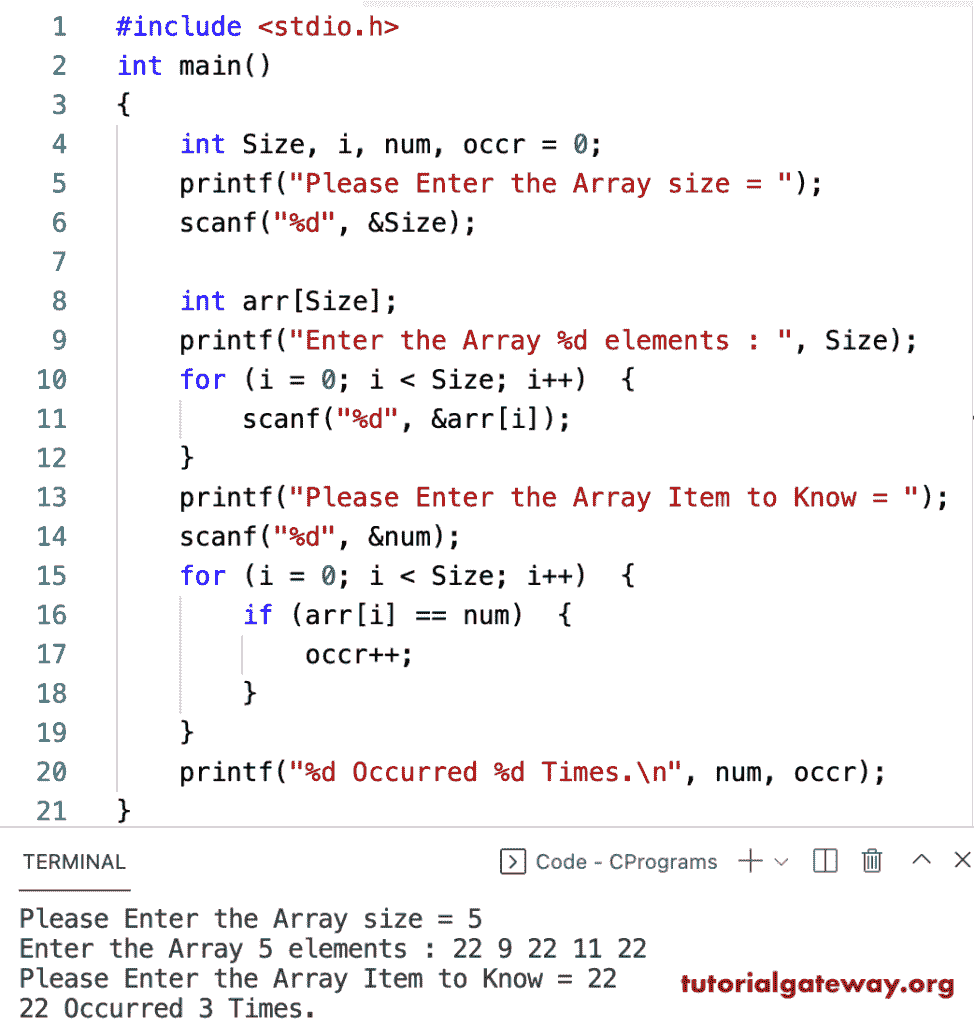 1 #include <stdio.h>
2 int main()
3 {
4     int Size, i, num, occr = 0;
5     printf("Please Enter the Array size = ");
6     scanf("%d", &Size);
7
8     int arr[Size];
9     printf("Enter the Array %d elements : ", Size);
10     for (i = 0; i < Size; i++)  {
11         scanf("%d", &arr[i]);
12     }
13     printf("Please Enter the Array Item to Know = ");
14     scanf("%d", &num);
15     for (i = 0; i < Size; i++)  {
16         if (arr[i] == num)  {
17             occr++;
18         }
19     }
20     printf("%d Occurred %d Times.\n", num, occr);
21 }
TERMINAL Code - CPrograms
Please Enter the Array size = 5
Enter the Array 5 elements : 22 9 22 11 22
Please Enter the Array Item to Know = 22
tutorialgateway.org
22 Occurred 3 Times.